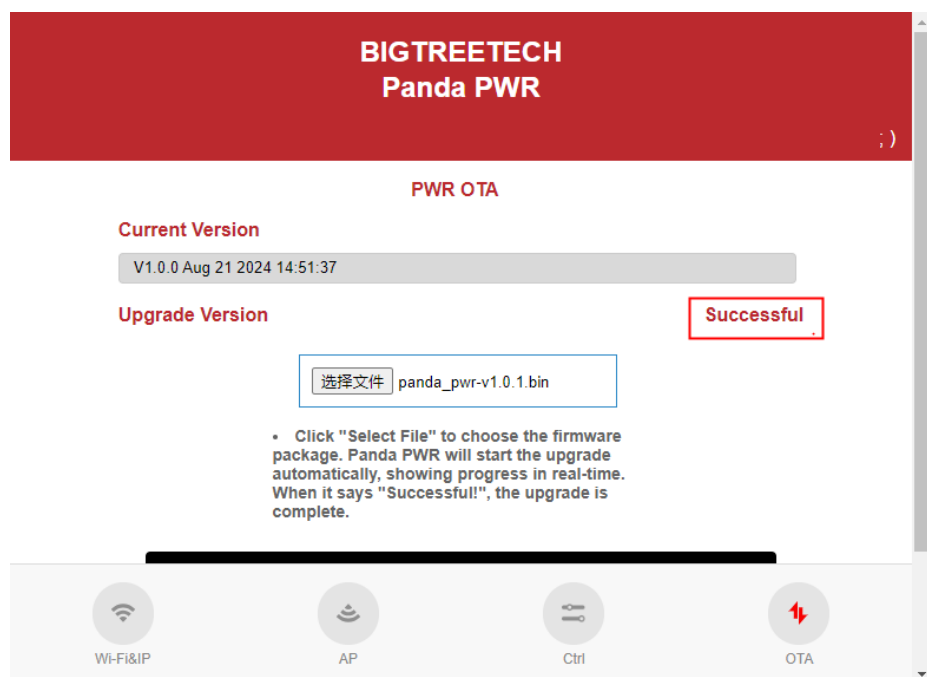 BIGTREETECH
Panda PWR
; )
PWR OTA
Current Version
V1.0.0 Aug 21 2024 14:51:37
Upgrade Version
Successful
选择文件 panda_pwr-v1.0.1.bin
• Click "Select File" to choose the firmware
package. Panda PWR will start the upgrade
automatically, showing progress in real-time.
When it says "Successful!", the upgrade is
complete.
Wi-Fi&IP
AP
Ctrl
OTA